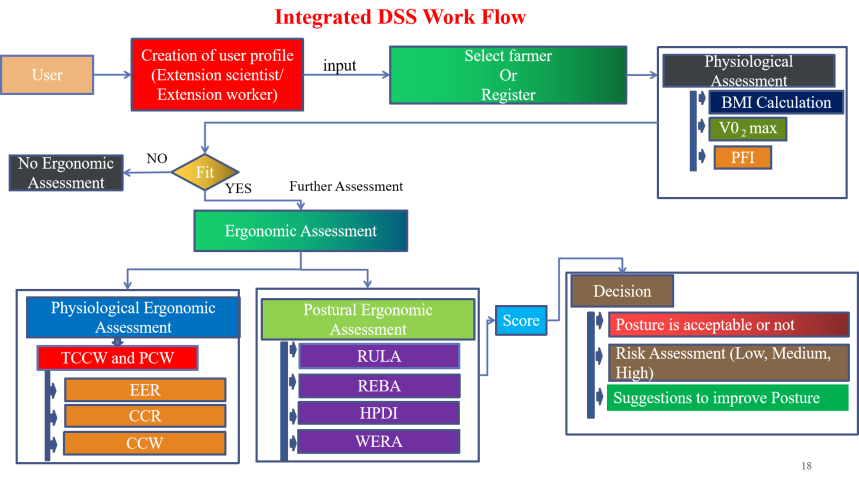 Integrated DSS Work Flow
User
Creation of user profile
(Extension scientist/
Extension worker)
input
Select farmer
Or
Register
Physiological
Assessment
BMI Calculation
V0 2 max
PFI
No Ergonomic
Assessment
NO
Fit
YES
Further Assessment
Ergonomic Assessment
Physiological Ergonomic
Assessment
TCCW and PCW
EER
CCR
CCW
Postural Ergonomic
Assessment
RULA
REBA
HPDI
WERA
Score
Decision
Posture is acceptable or not
Risk Assessment (Low, Medium,
High)
Suggestions to improve Posture
18